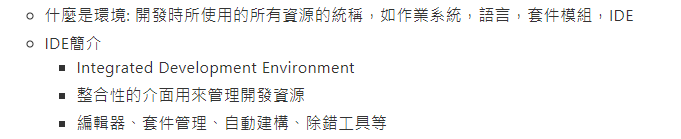 什麼是環境: 開發時所使用的所有資源的統稱，如作業系統，語言，套件模組，IDE
IDE簡介
Integrated Development Environment
整合性的介面用來管理開發資源
編輯器、套件管理、自動建構、除錯工具等